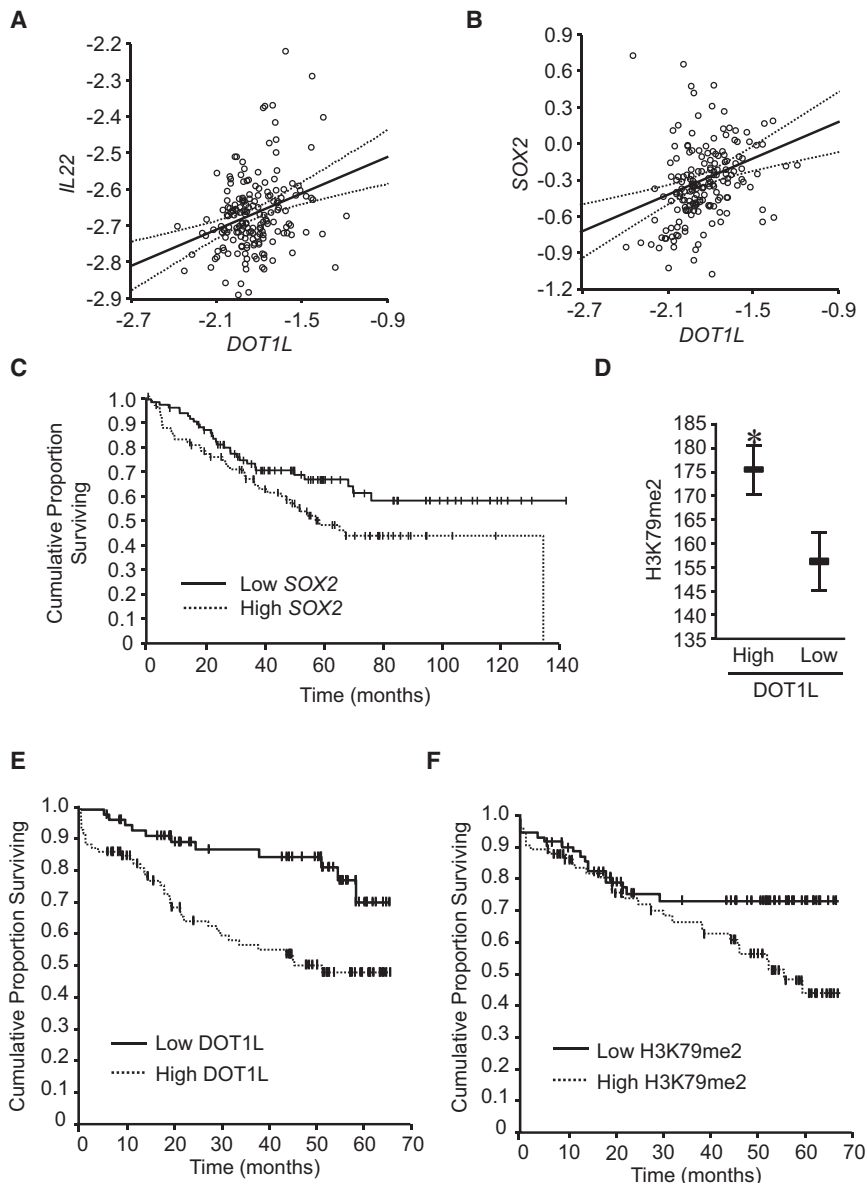 A
-2.2
-2.3
-2.4
-2.5
-2.6
-2.7
-2.8
-2.9
IL22
-2.7
-2.1
-1.5
-0.9
DOT1L
B
0.9
0.6
0.3
0.0
-0.3
-0.6
-0.9
-1.2
SOX2
-2.7
-2.1
-1.5
-0.9
DOT1L
C
1.0
0.9
0.8
0.7
0.6
0.5
0.4
0.3
0.2
0.1
0
Cumulative Proportion
Surviving
Low SOX2
High SOX2
0 20 40 60 80 100 120 140
Time (months)
D
185
180
175
170
165
160
155
150
145
135
H3K79me2
*
High Low
DOT1L
E
1.0
0.9
0.8
0.7
0.6
0.5
0.4
0.3
0.2
0.1
0
Cumulative Proportion Surviving
Low DOT1L
High DOT1L
0 10 20 30 40 50 60 70
Time (months)
F
1.0
0.9
0.8
0.7
0.6
0.5
0.4
0.3
0.2
0.1
0
Cumulative Proportion Surviving
Low H3K79me2
High H3K79me2
0 10 20 30 40 50 60 70
Time (months)